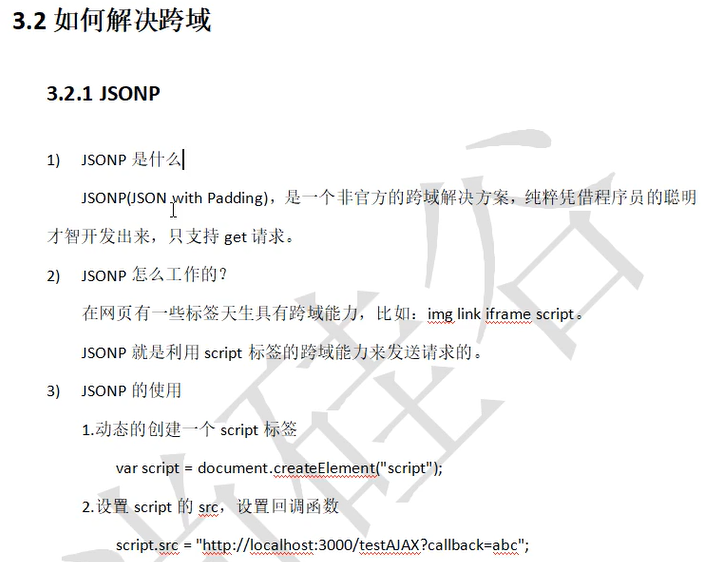 3.2 如何解决跨域
3.2.1 JSONP
1) JSONP 是什么
JSONP(JSON with Padding)，是一个非官方的跨域解决方案，纯粹凭借程序员的聪明
才智开发出来，只支持 get 请求。
2) JSONP 怎么工作的？
在网页有一些标签天生具有跨域能力，比如：img link iframe script。
JSONP 就是利用 script 标签的跨域能力来发送请求的。
3) JSONP 的使用
1.动态的创建一个 script 标签
var script = document.createElement("script");
2.设置 script 的 src，设置回调函数
script.src = "http://localhost:3000/testAJAX?callback=abc";
尚硅谷